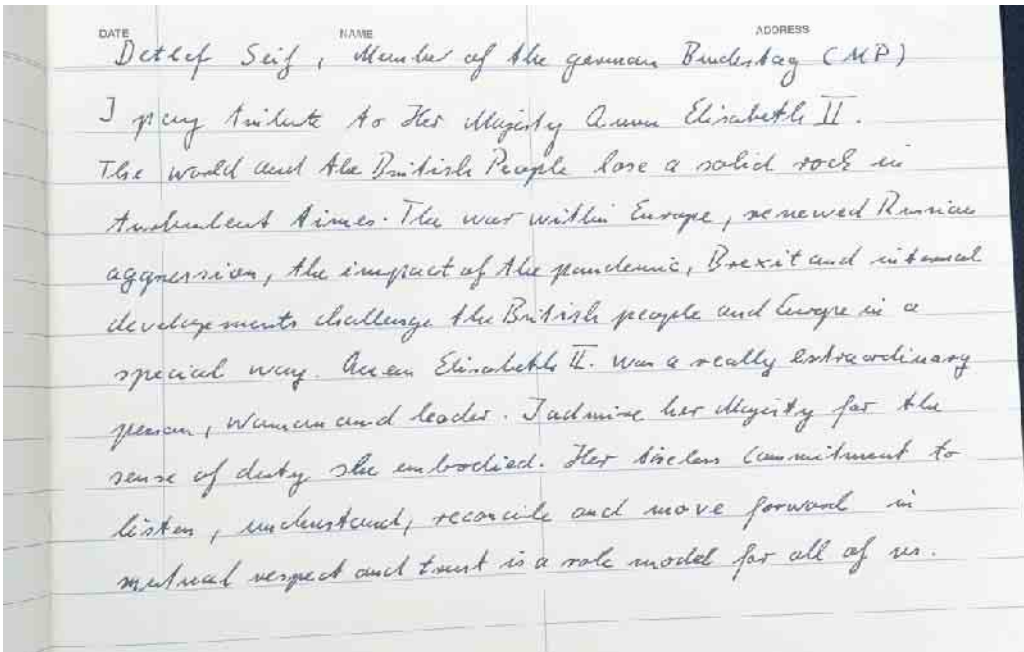 DATE NAME ADDRESS
Detlef Seif, Member of the german Bundestag (MP)
I pay tribute to Her Majesty Queen Elisabeth II.
The world and the British People lose a solid rock in
turbulent times. The war within Europe, renewed Russian
aggression, the impact of the pandemic, Brexit and internal
developements challenge the British people and Europe in a
special way. Queen Elisabeth II. was a really extraordinary
person, woman and leader. I admire her Majesty for the
sense of duty she embodied. Her tireless commitment to
listen, understand, reconcile and move forward in
mutual respect and trust is a role model for all of us.